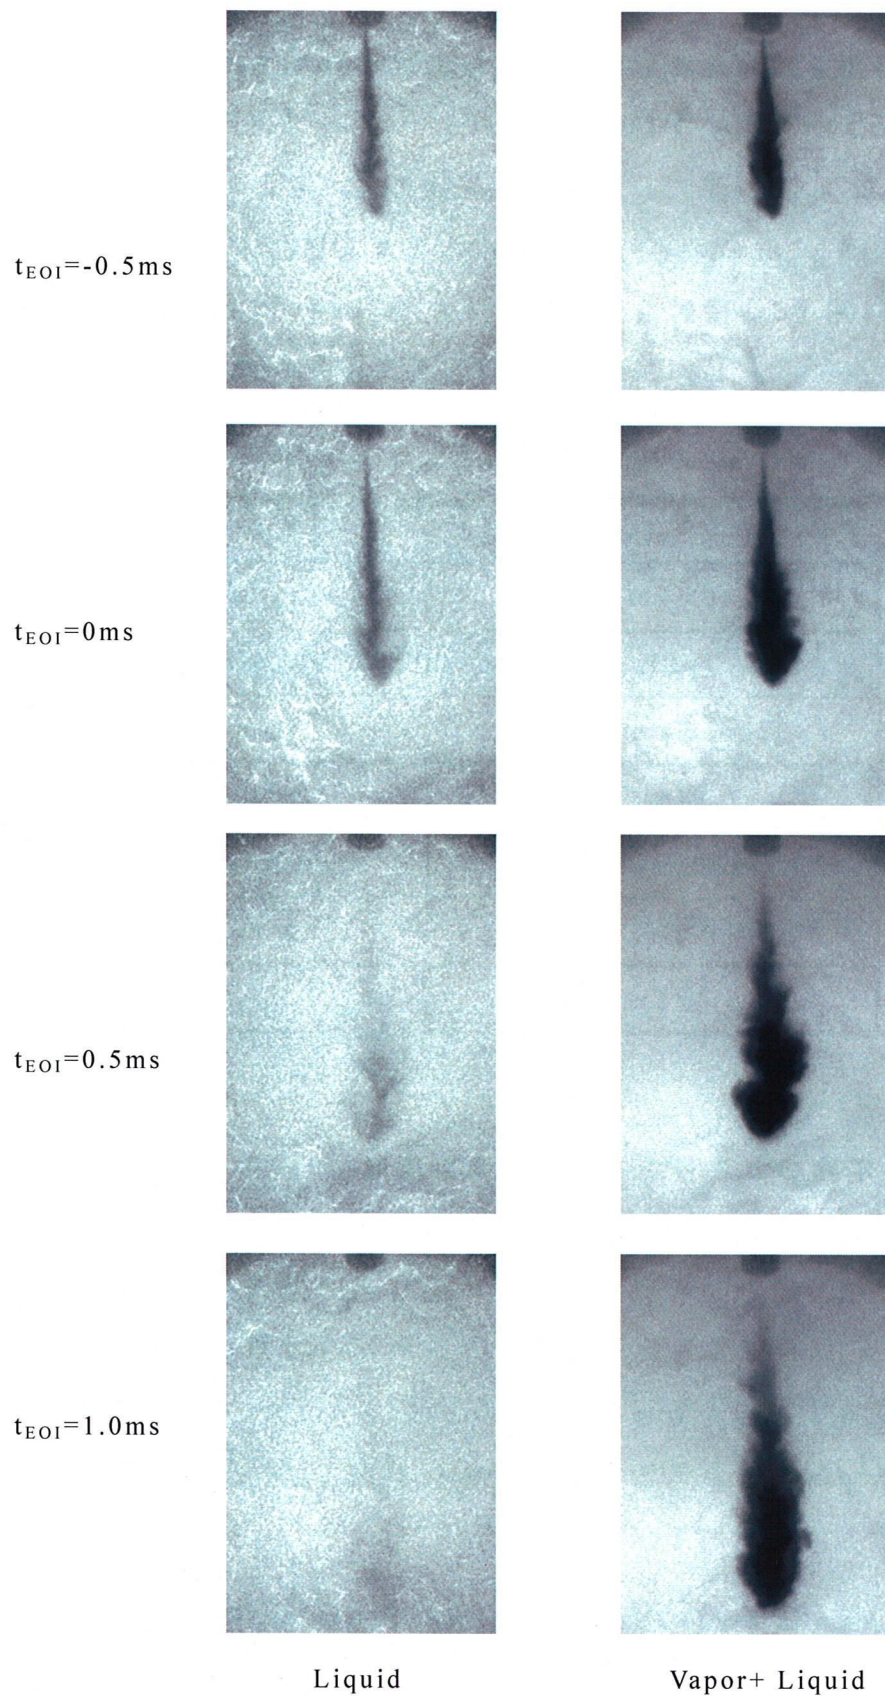 t_EOI=-0.5ms
t_EOI=0ms
t_EOI=0.5ms
t_EOI=1.0ms
Liquid
Vapor+ Liquid